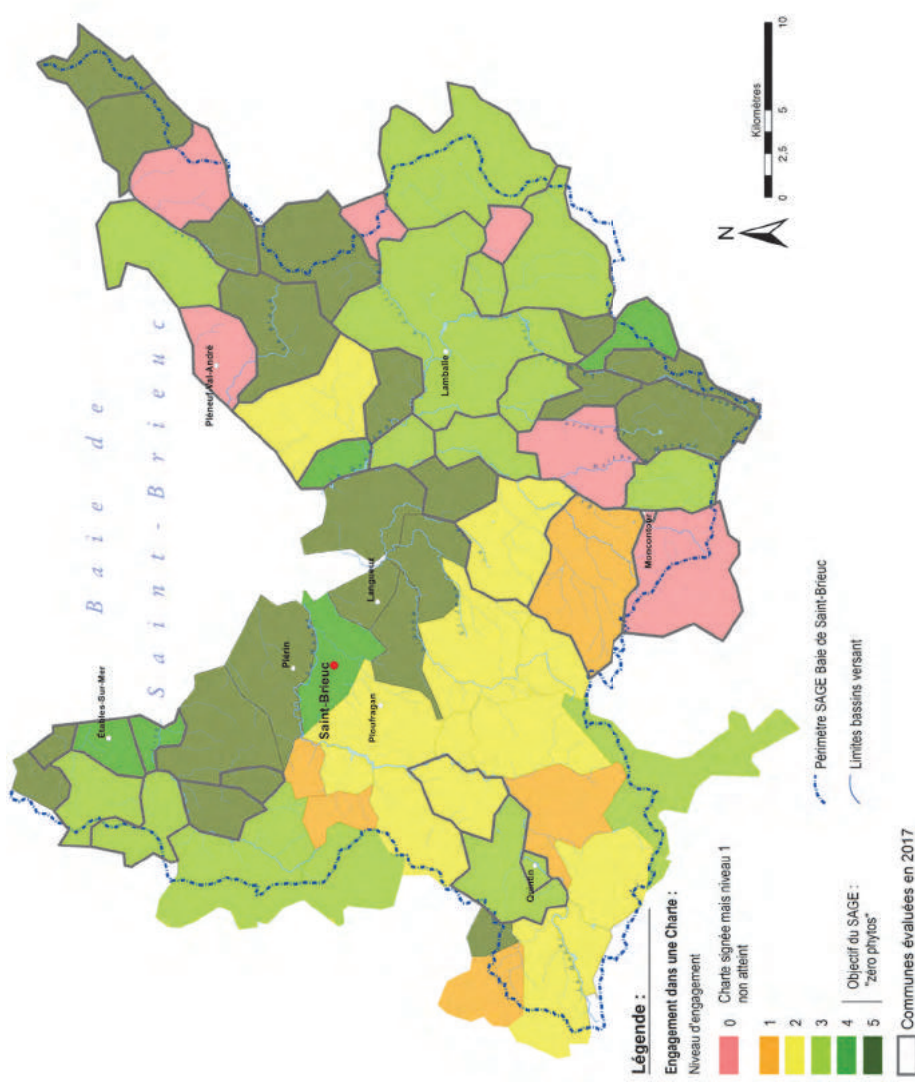 Baie de
Saint-Brieuc
Étables-Sur-Mer
Pléneuf-Val-André
Plérin
Saint-Brieuc
Langueux
Ploufragan
Lamballe
Quintin
Moncontour
N
Kilomètres
0 2,5 5 10
Légende :
Engagement dans une Charte :
Niveau d'engagement
0 Charte signée mais niveau 1
non atteint
1
2
3
4 Objectif du SAGE :
5 "zéro phytos"
Communes évaluées en 2017
Périmètre SAGE Baie de Saint-Brieuc
Limites bassins versant